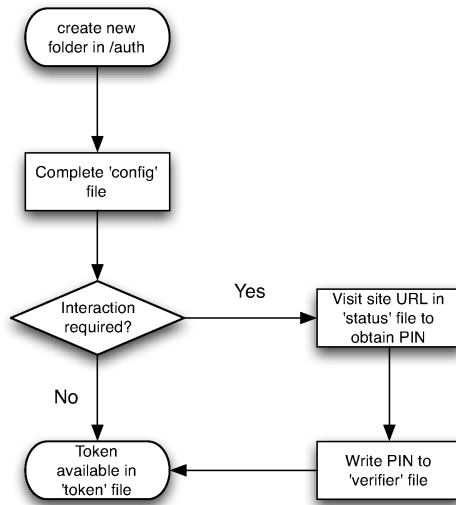 create new
folder in /auth
Complete 'config'
file
Interaction
required?
Yes
Visit site URL in
'status' file to
obtain PIN
No
Token
available in
'token' file
Write PIN to
'verifier' file